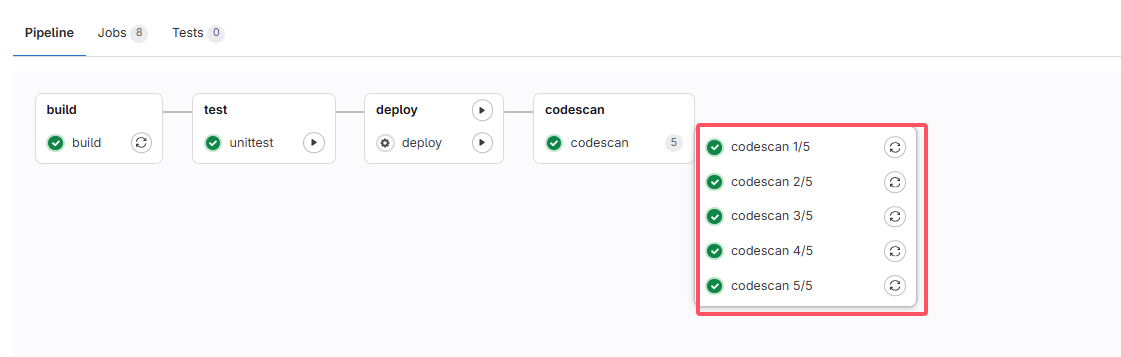 Pipeline Jobs 8 Tests 0
build test deploy codescan
build unittest deploy codescan 5
codescan 1/5
codescan 2/5
codescan 3/5
codescan 4/5
codescan 5/5